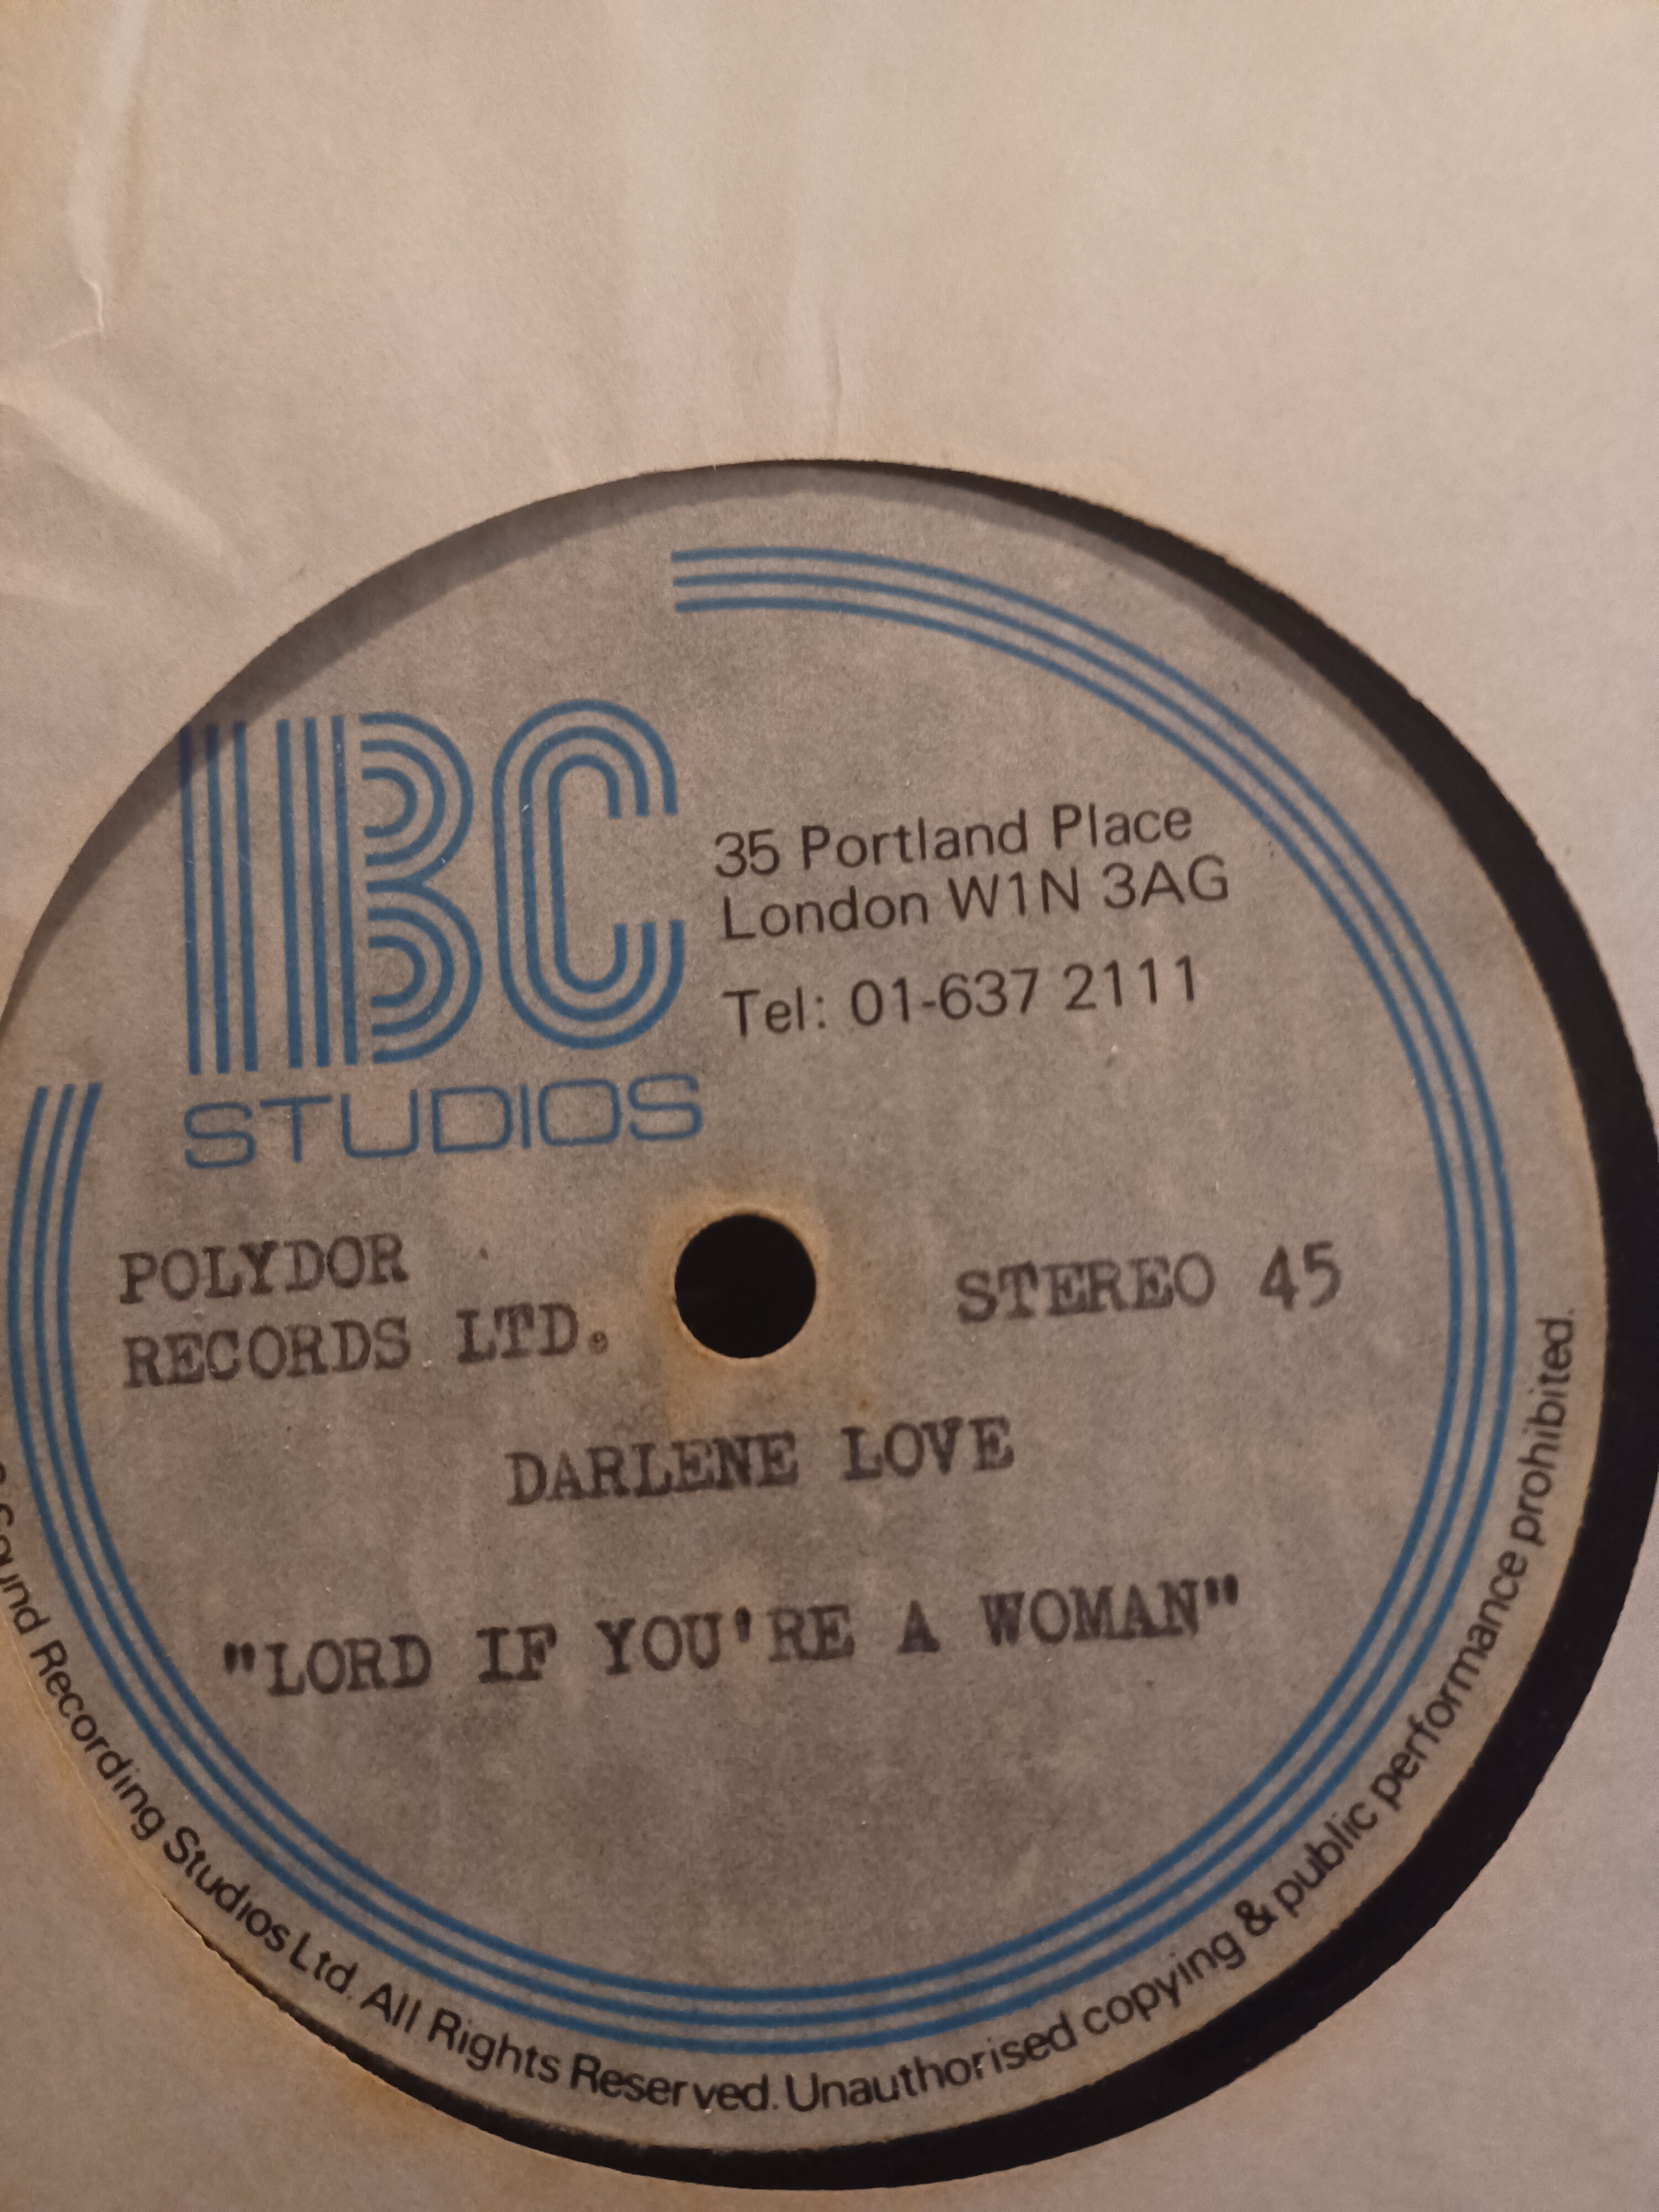 IBC
STUDIOS
35 Portland Place
London W1N 3AG
Tel: 01-637 2111
POLYDOR
RECORDS LTD.
STEREO 45
DARLENE LOVE
"LORD IF YOU'RE A WOMAN"
Sound Recording Studios Ltd. All Rights Reserved. Unauthorised copying & public performance prohibited.